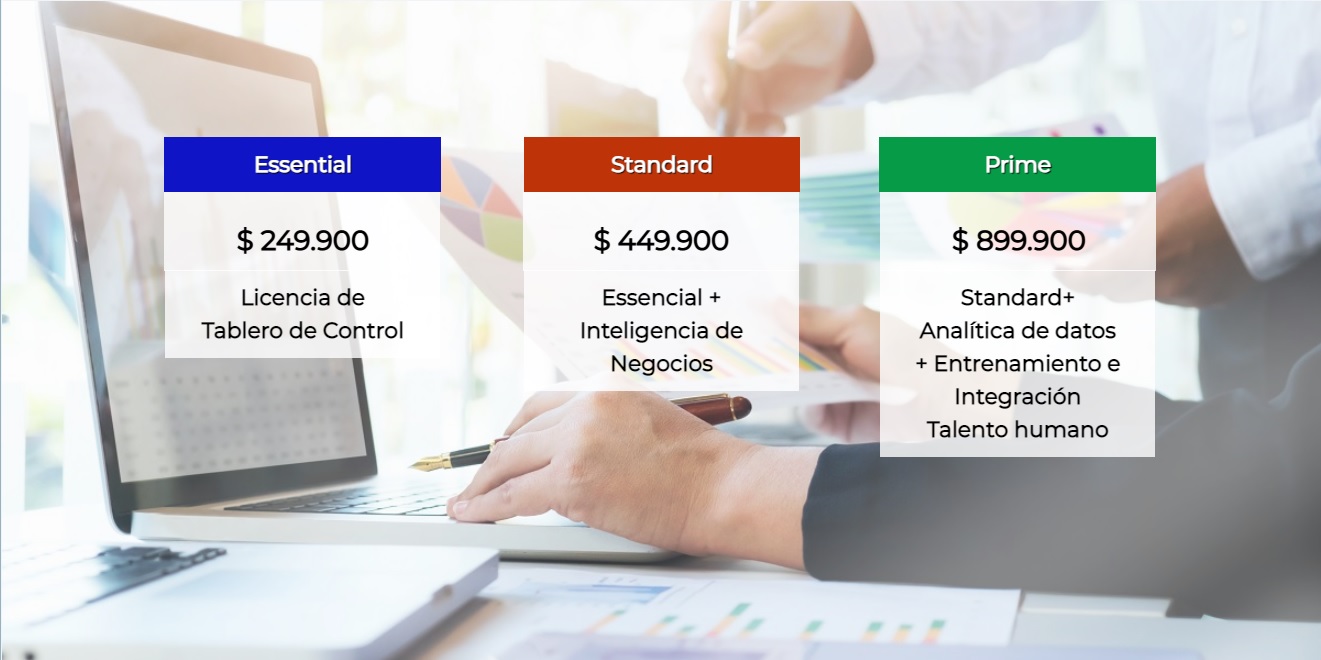 Essential
$ 249.900
Licencia de
Tablero de Control
Standard
$ 449.900
Essencial +
Inteligencia de
Negocios
Prime
$ 899.900
Standard+
Analítica de datos
+ Entrenamiento e
Integración
Talento humano